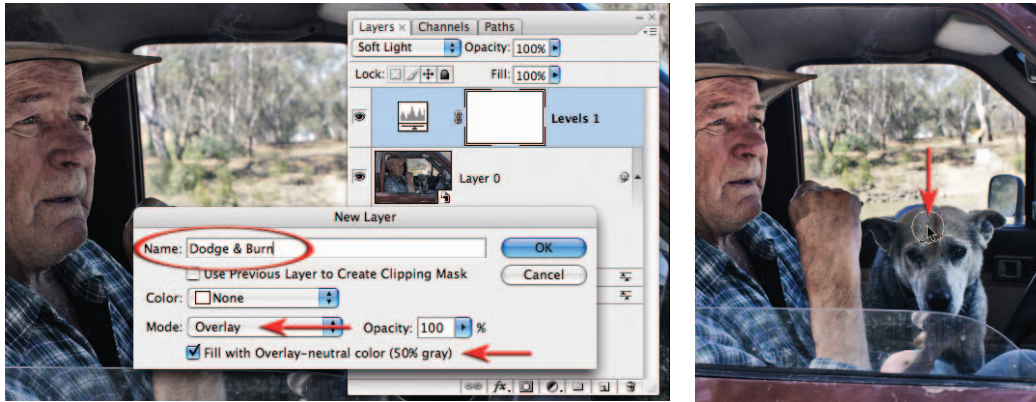 Layers × Channels Paths
Soft Light Opacity: 100%
Lock: Fill: 100%
Levels 1
Layer 0
New Layer
Name: Dodge & Burn OK
Use Previous Layer to Create Clipping Mask Cancel
Color: None
Mode: Overlay Opacity: 100 %
Fill with Overlay-neutral color (50% gray)
fx.